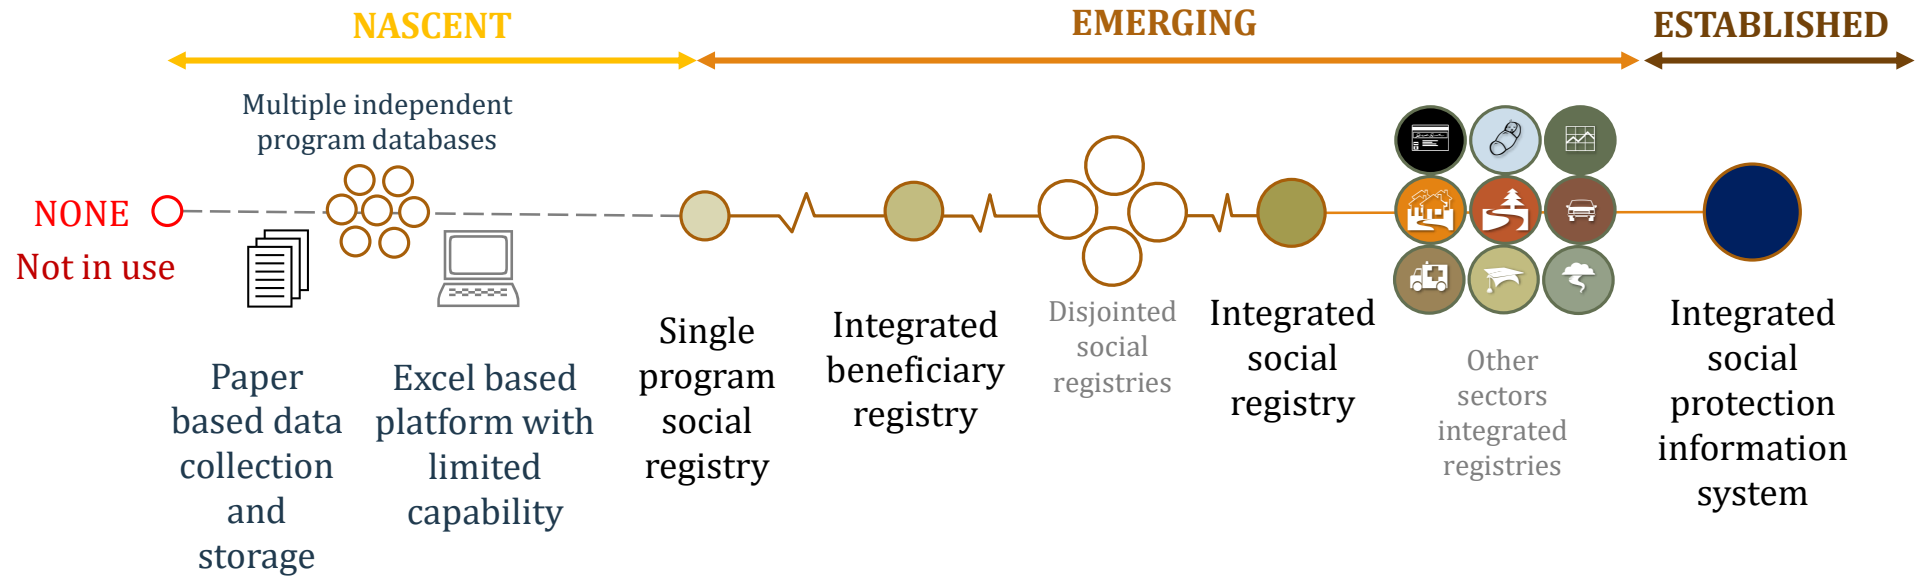 NASCENT
EMERGING
ESTABLISHED
Multiple independent
program databases
NONE
Not in use
Paper
based data
collection
and
storage
Excel based
platform with
limited
capability
Single
program
social
registry
Integrated
beneficiary
registry
Disjointed
social
registries
Integrated
social
registry
Other
sectors
integrated
registries
Integrated
social
protection
information
system